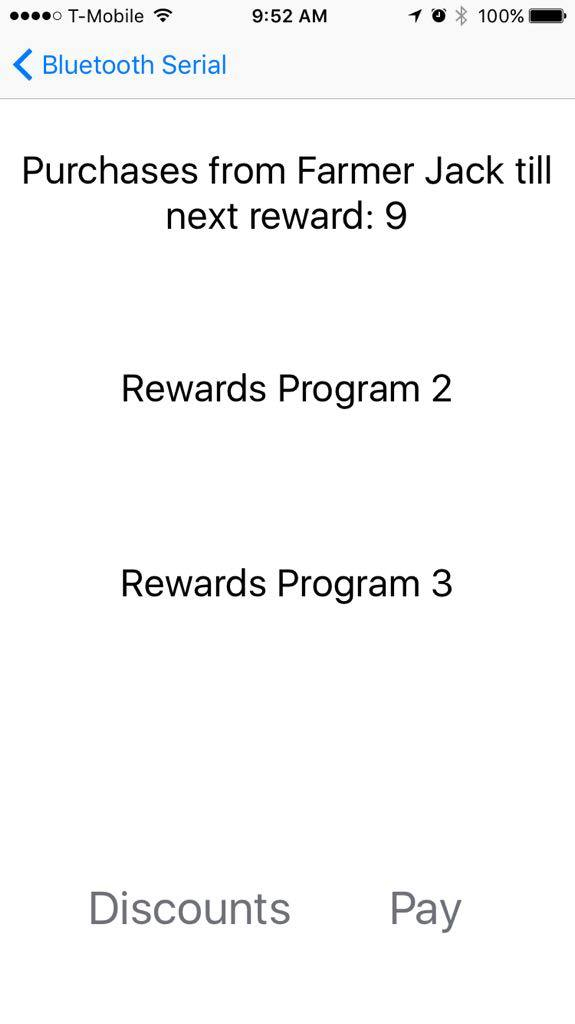 T-Mobile 9:52 AM 100%
Bluetooth Serial
Purchases from Farmer Jack till
next reward: 9
Rewards Program 2
Rewards Program 3
Discounts Pay